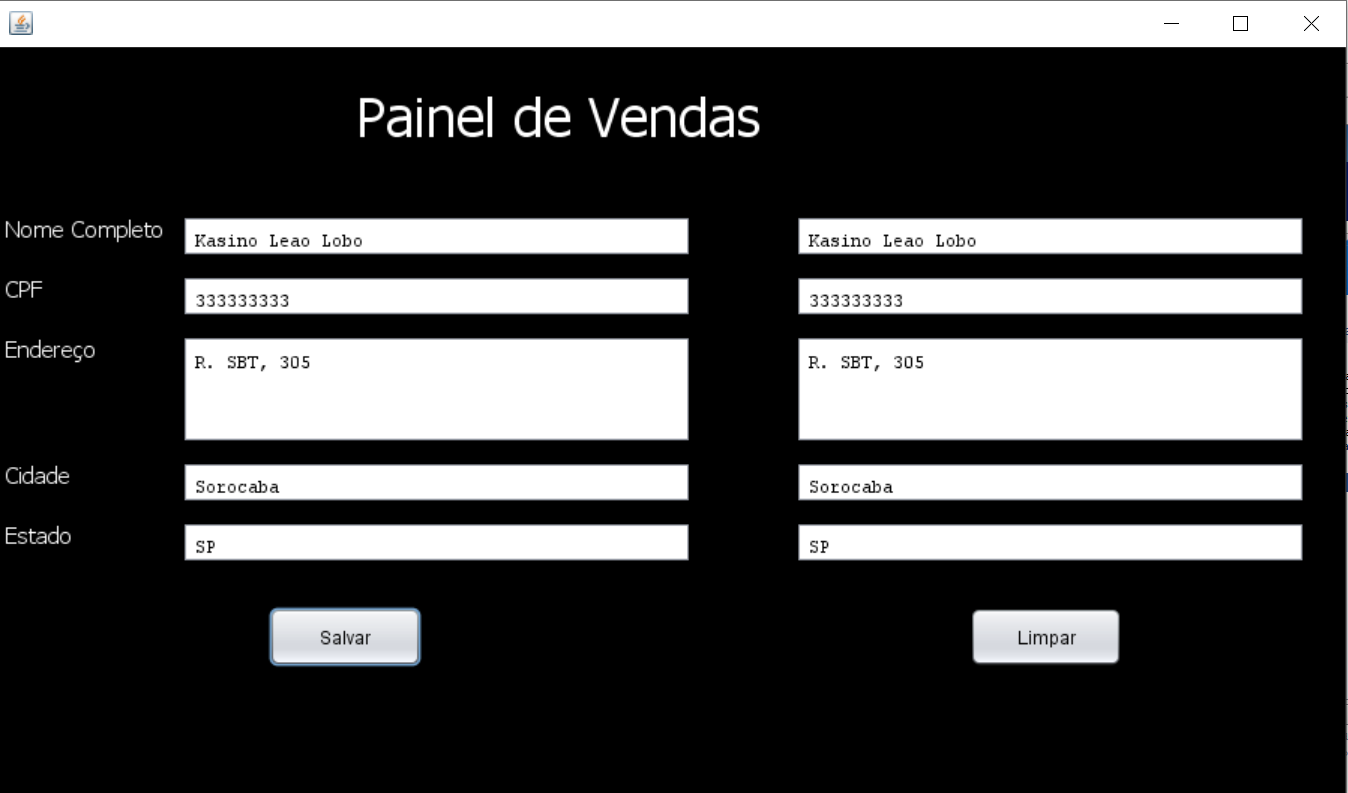 Painel de Vendas
Nome Completo Kasino Leao Lobo Kasino Leao Lobo
CPF 333333333 333333333
Endereço R. SBT, 305 R. SBT, 305
Cidade Sorocaba Sorocaba
Estado SP SP
Salvar Limpar